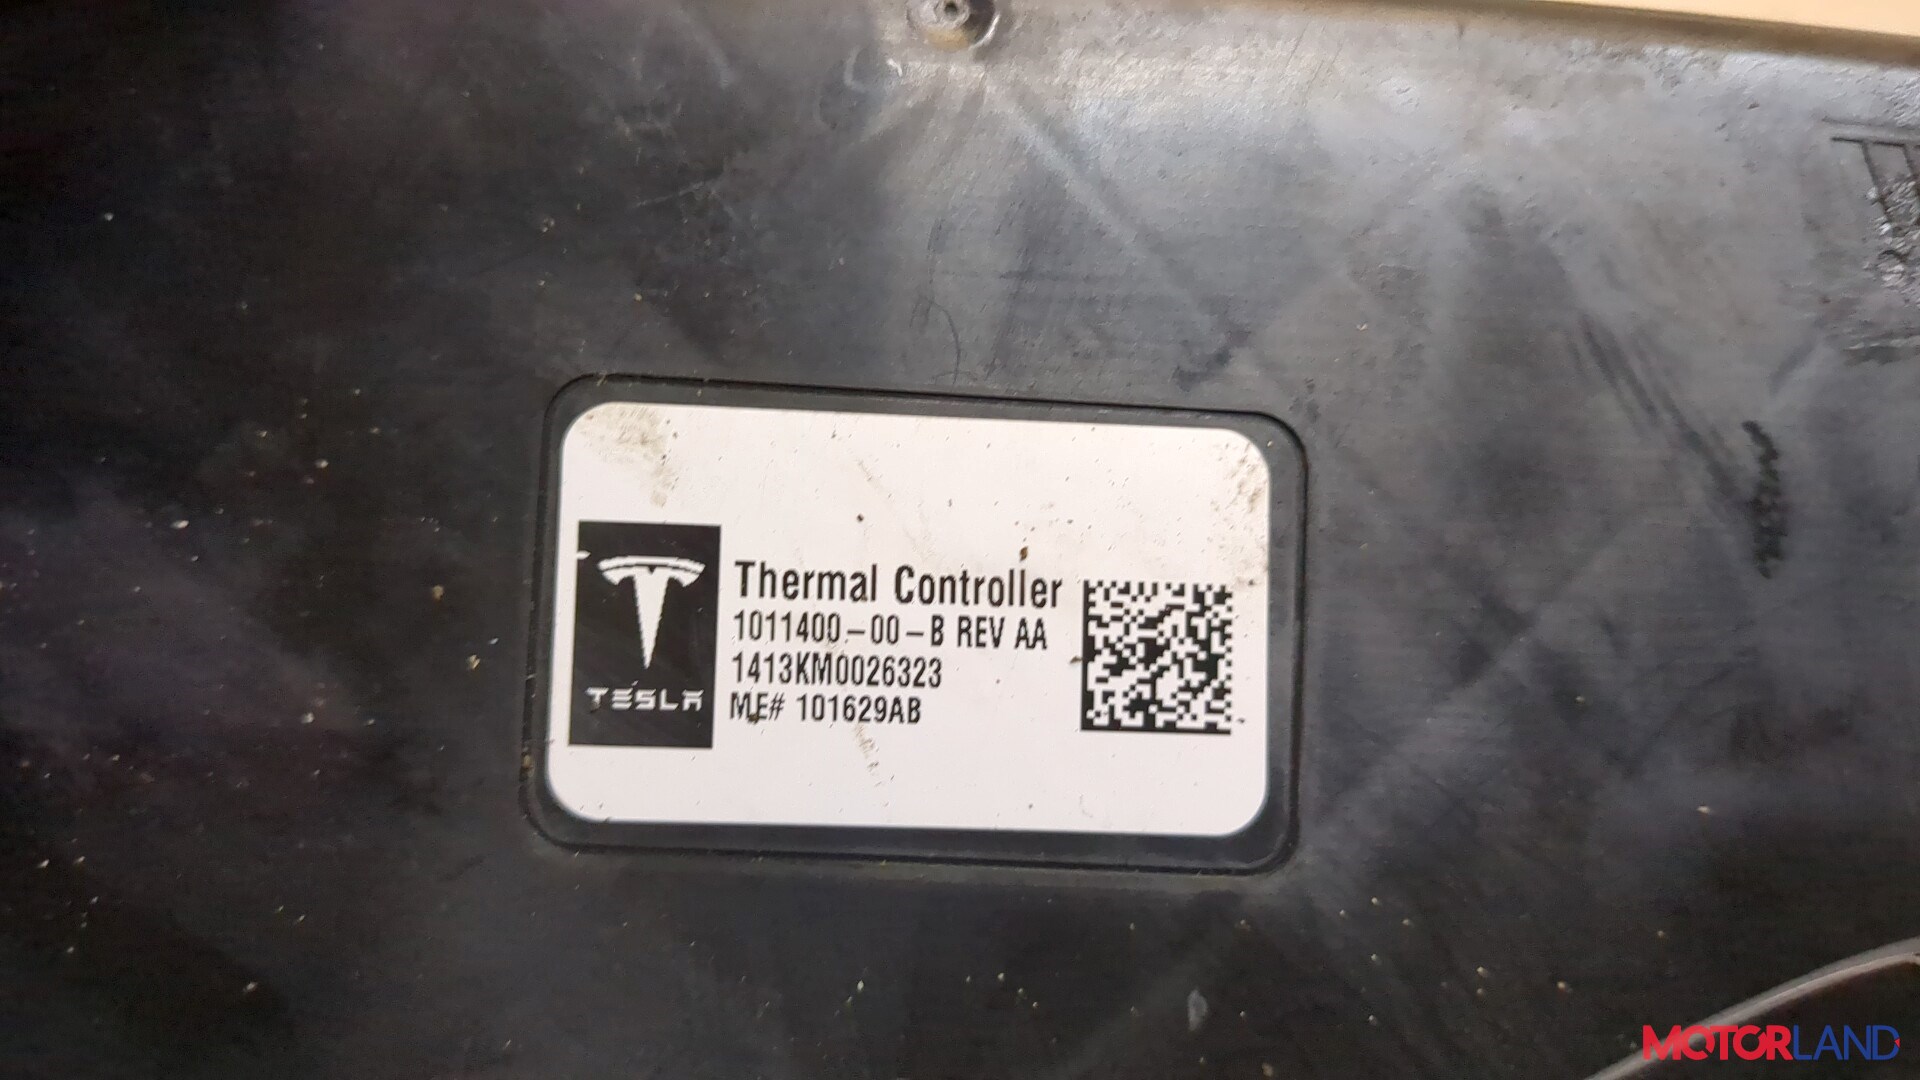 Thermal Controller
1011400-00-B REV AA
1413KM0026323
ME# 101629AB
TESLA
MOTORLAND